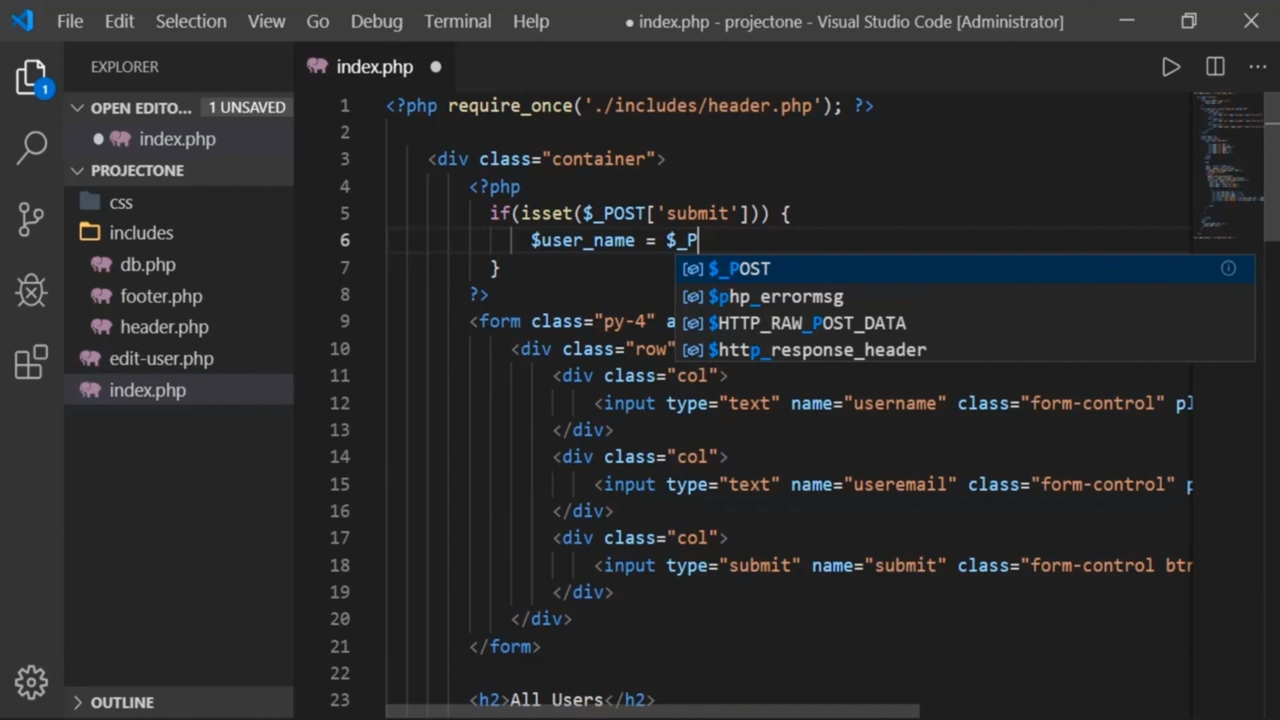 File Edit Selection View Go Debug Terminal Help ● index.php - projectone - Visual Studio Code [Administrator]
EXPLORER
index.php
1
OPEN EDITO... 1 UNSAVED
index.php
PROJECTONE
css
includes
db.php
footer.php
header.php
edit-user.php
index.php
OUTLINE
1 <?php require_once('./includes/header.php'); ?>
2
3 <div class="container">
4 <?php
5 if(isset($_POST['submit'])) {
6 $user_name = $_P
7 }
8 ?>
9 <form class="py-4" a
10 <div class="row"
11 <div class="col">
12 <input type="text" name="username" class="form-control" pl
13 </div>
14 <div class="col">
15 <input type="text" name="useremail" class="form-control" p
16 </div>
17 <div class="col">
18 <input type="submit" name="submit" class="form-control btn
19 </div>
20 </div>
21 </form>
22
23 <h2>All Users</h2>
$_POST
$php_errormsg
$HTTP_RAW_POST_DATA
$http_response_header